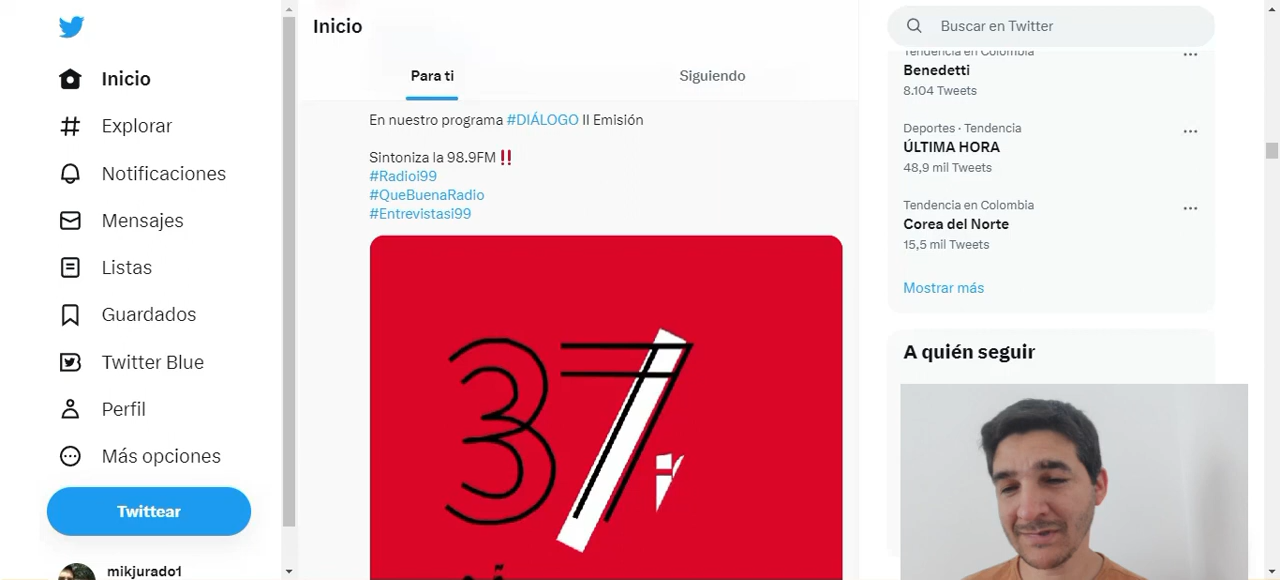 Inicio
Explorar
Notificaciones
Mensajes
Listas
Guardados
Twitter Blue
Perfil
Más opciones
Twittear
mikjurado1
Inicio
Para ti
Siguiendo
En nuestro programa #DIÁLOGO II Emisión
Sintoniza la 98.9FM ‼️
#Radioi99
#QueBuenaRadio
#Entrevistasi99
37
Buscar en Twitter
Tendencia en Colombia
Benedetti
8.104 Tweets
Deportes · Tendencia
ÚLTIMA HORA
48,9 mil Tweets
Tendencia en Colombia
Corea del Norte
15,5 mil Tweets
Mostrar más
A quién seguir